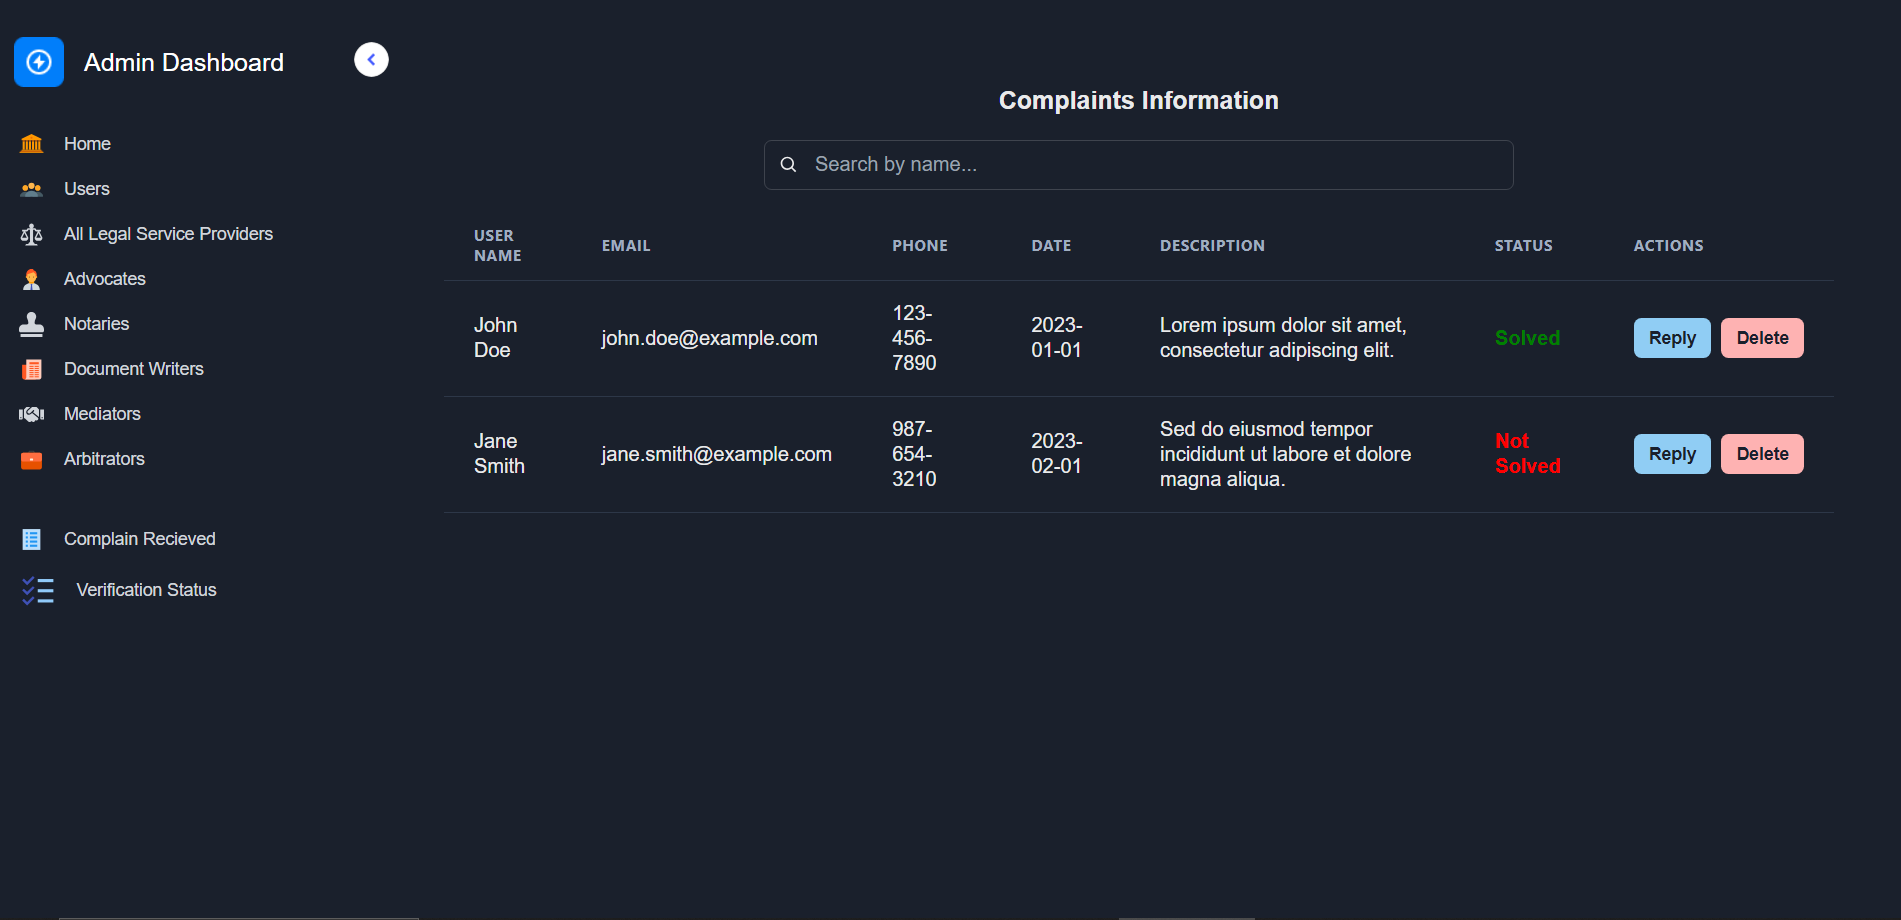 Admin Dashboard
Home
Users
All Legal Service Providers
Advocates
Notaries
Document Writers
Mediators
Arbitrators
Complain Recieved
Verification Status
Complaints Information
Search by name...
USER
NAME
EMAIL
PHONE
DATE
DESCRIPTION
STATUS
ACTIONS
John
Doe
john.doe@example.com
123-
456-
7890
2023-
01-01
Lorem ipsum dolor sit amet,
consectetur adipiscing elit.
Solved
Reply
Delete
Jane
Smith
jane.smith@example.com
987-
654-
3210
2023-
02-01
Sed do eiusmod tempor
incididunt ut labore et dolore
magna aliqua.
Not
Solved
Reply
Delete